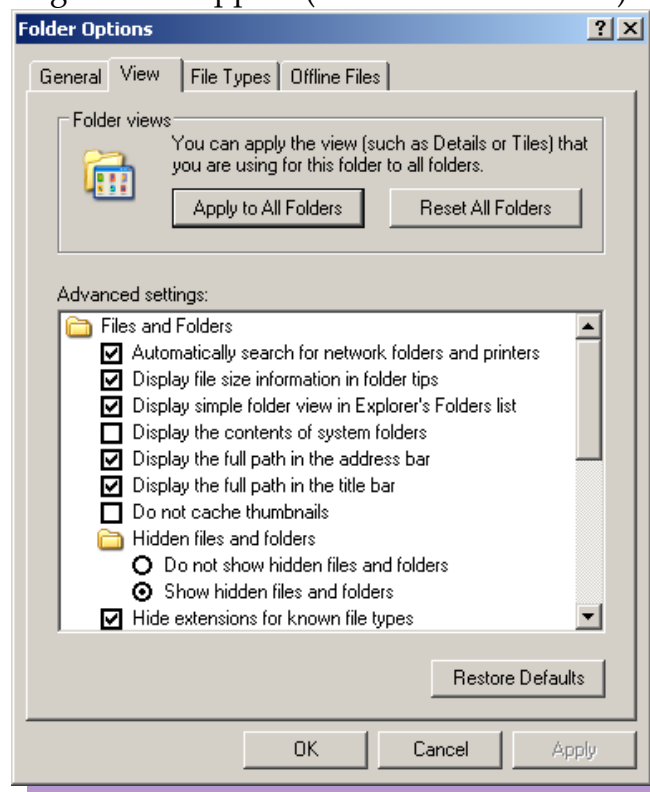 Folder Options
General View File Types Offline Files
Folder views
You can apply the view (such as Details or Tiles) that
you are using for this folder to all folders.
Apply to All Folders Reset All Folders
Advanced settings:
Files and Folders
Automatically search for network folders and printers
Display file size information in folder tips
Display simple folder view in Explorer's Folders list
Display the contents of system folders
Display the full path in the address bar
Display the full path in the title bar
Do not cache thumbnails
Hidden files and folders
Do not show hidden files and folders
Show hidden files and folders
Hide extensions for known file types
Restore Defaults
OK Cancel Apply